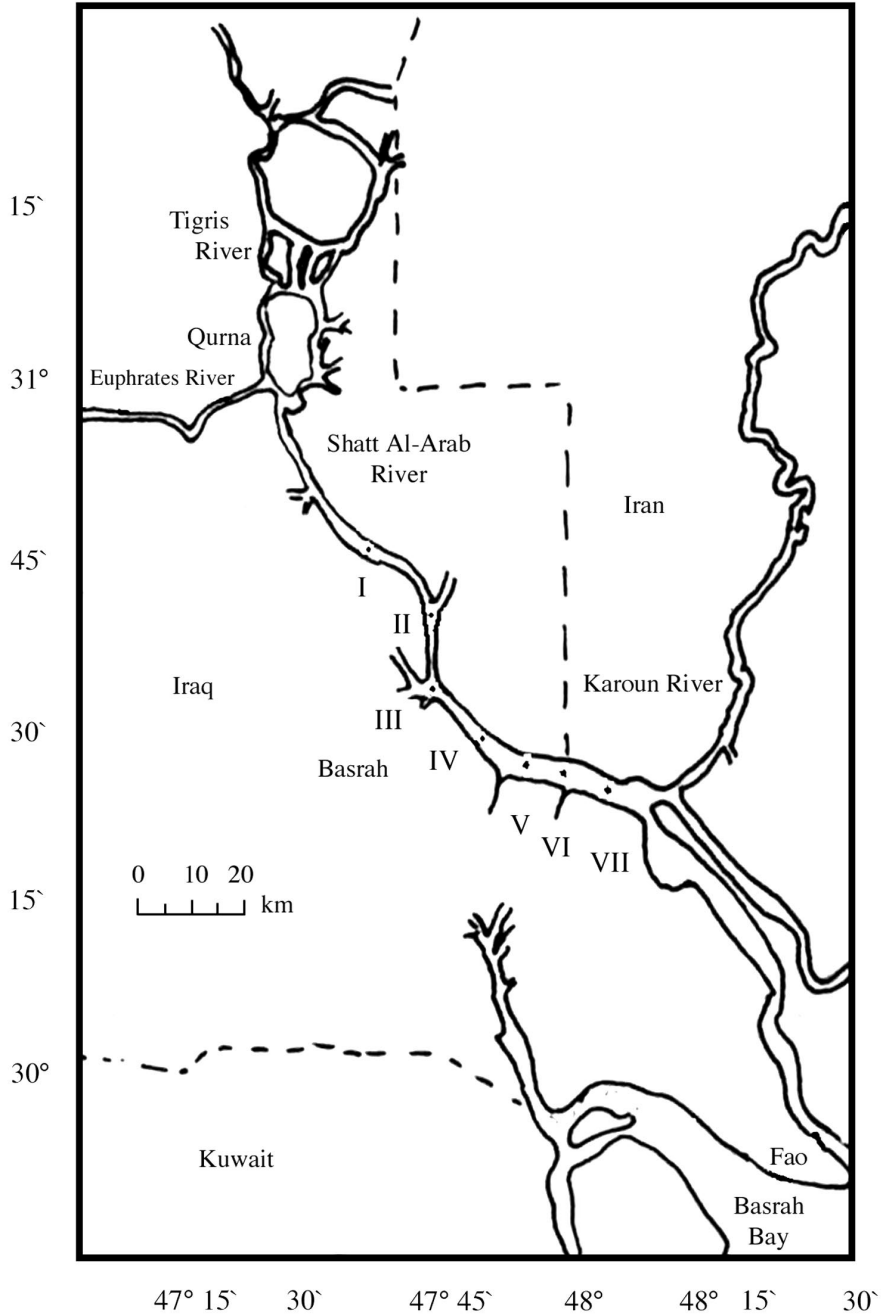 15`
Tigris
River
Qurna
31°
Euphrates River
Shatt Al-Arab
River
Iran
45`
I
II
Iraq
Karoun River
III
30`
IV
Basrah
V
VI
VII
0 10 20
km
15`
30°
Kuwait
Fao
Basrah
Bay
47° 15` 30` 47° 45` 48° 48° 15` 30`